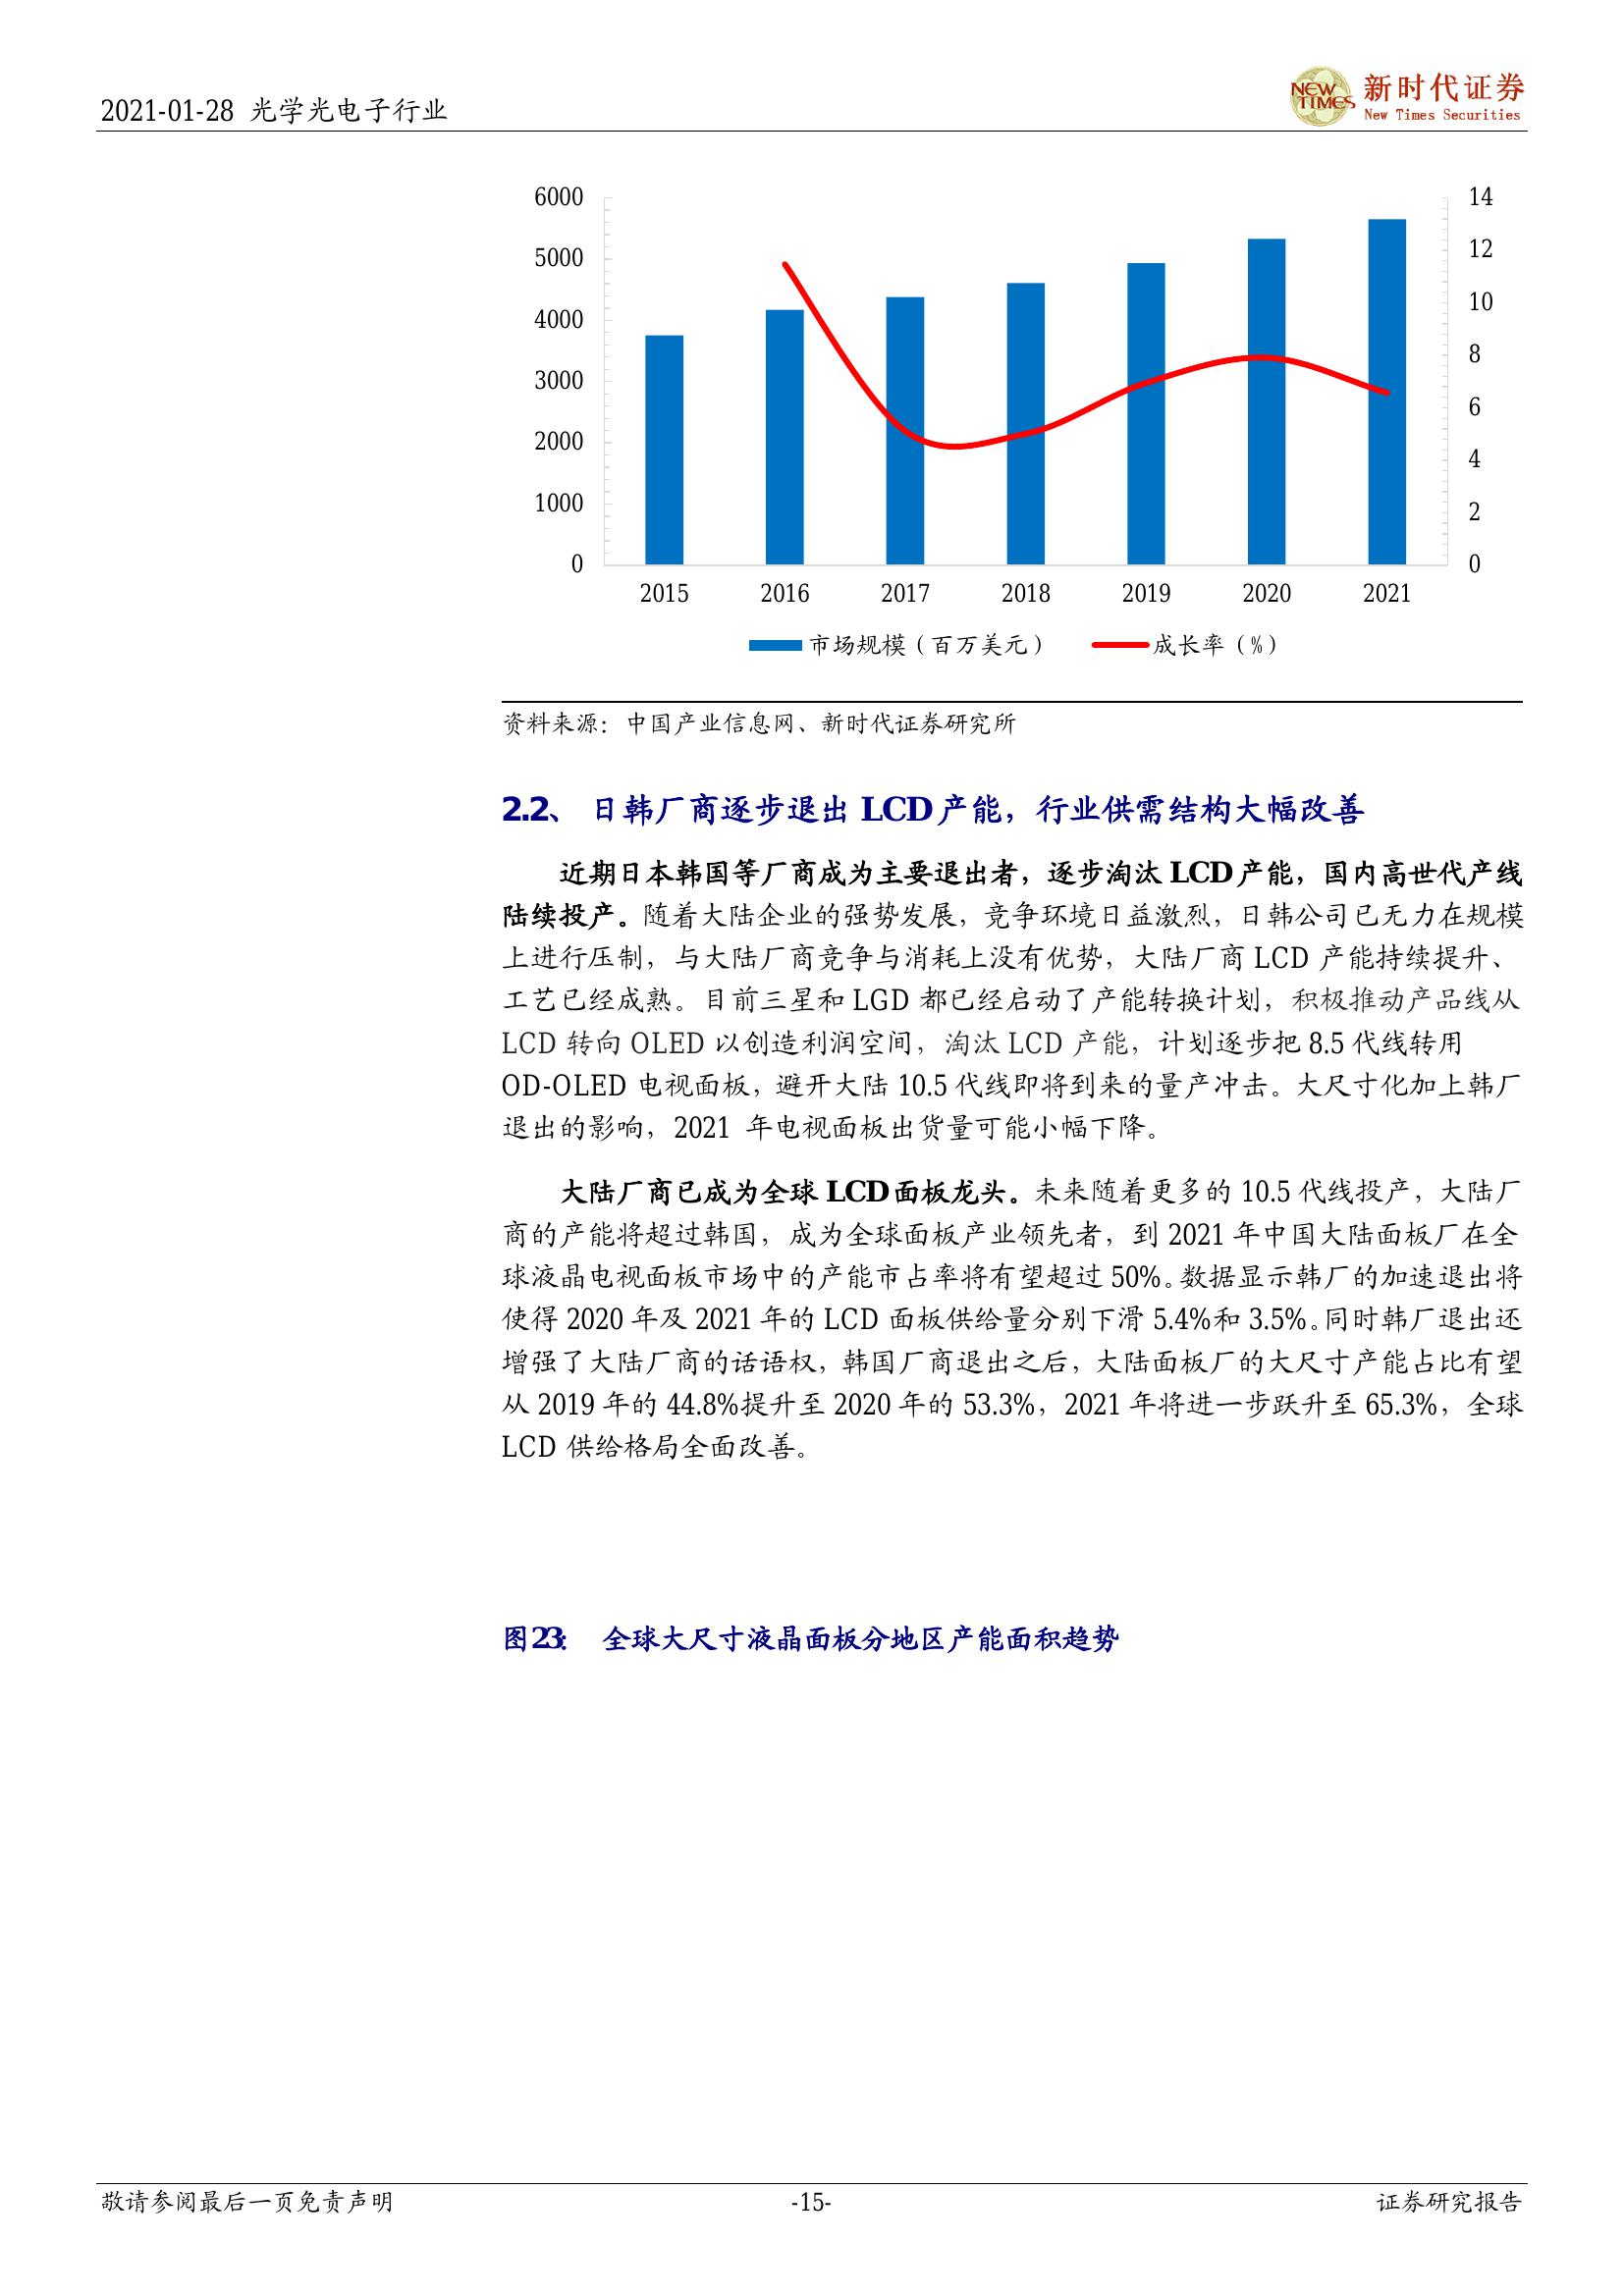 2021-01-28 光学光电子行业
NEW TIMES
新时代证券
New Times Securities
6000
5000
4000
3000
2000
1000
0
14
12
10
8
6
4
2
0
2015 2016 2017 2018 2019 2020 2021
市场规模（百万美元） 成长率（%）
资料来源：中国产业信息网、新时代证券研究所
2.2、 日韩厂商逐步退出 LCD 产能，行业供需结构大幅改善
近期日本韩国等厂商成为主要退出者，逐步淘汰 LCD 产能，国内高世代产线
陆续投产。随着大陆企业的强势发展，竞争环境日益激烈，日韩公司已无力在规模
上进行压制，与大陆厂商竞争与消耗上没有优势，大陆厂商 LCD 产能持续提升、
工艺已经成熟。目前三星和 LGD 都已经启动了产能转换计划，积极推动产品线从
LCD 转向 OLED 以创造利润空间，淘汰 LCD 产能，计划逐步把 8.5 代线转用
OD-OLED 电视面板，避开大陆 10.5 代线即将到来的量产冲击。大尺寸化加上韩厂
退出的影响，2021 年电视面板出货量可能小幅下降。
大陆厂商已成为全球 LCD 面板龙头。未来随着更多的 10.5 代线投产，大陆厂
商的产能将超过韩国，成为全球面板产业领先者，到 2021 年中国大陆面板厂在全
球液晶电视面板市场中的产能市占率将有望超过 50%。数据显示韩厂的加速退出将
使得 2020 年及 2021 年的 LCD 面板供给量分别下滑 5.4%和 3.5%。同时韩厂退出还
增强了大陆厂商的话语权，韩国厂商退出之后，大陆面板厂的大尺寸产能占比有望
从 2019 年的 44.8%提升至 2020 年的 53.3%，2021 年将进一步跃升至 65.3%，全球
LCD 供给格局全面改善。
图23： 全球大尺寸液晶面板分地区产能面积趋势
敬请参阅最后一页免责声明 -15- 证券研究报告